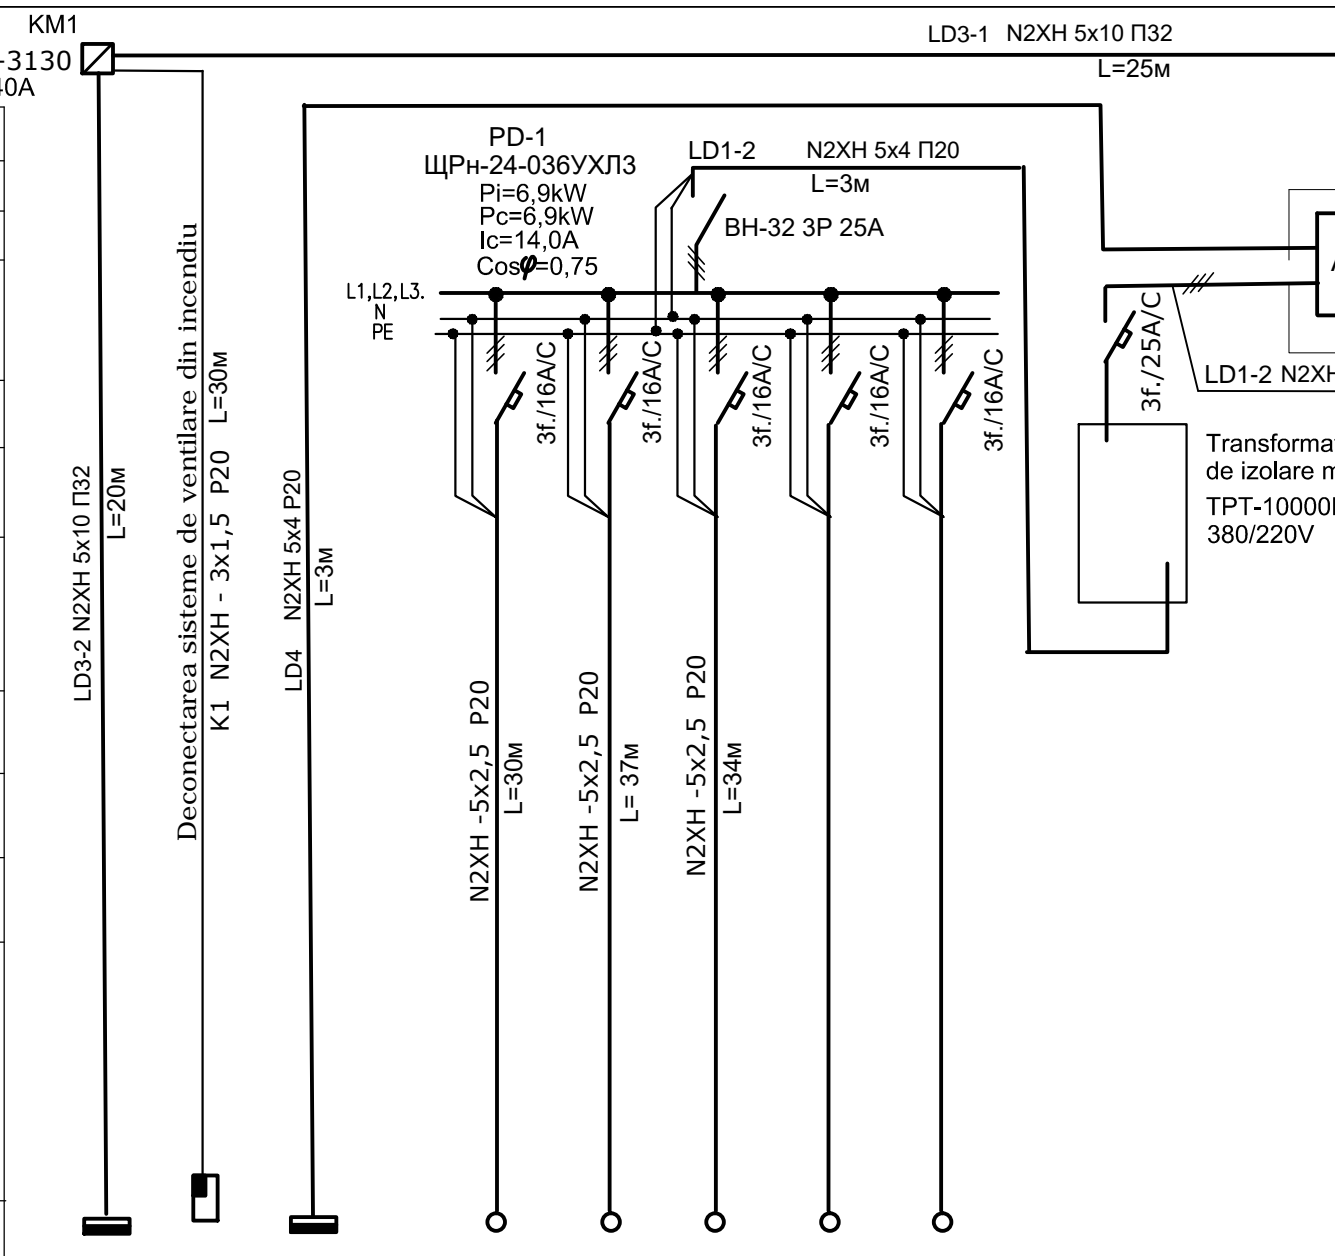 KM1
-3130
40A
LD3-1 N2XH 5x10 П32
L=25м
PD-1
ЩРн-24-036УХЛ3
Pi=6,9kW
Pc=6,9kW
Ic=14,0A
Cosφ=0,75
LD1-2 N2XH 5x4 П20
L=3м
BH-32 3P 25A
L1,L2,L3.
N
PE
3f./16A/C
3f./16A/C
3f./16A/C
3f./16A/C
3f./16A/C
3f./25A/C
LD1-2 N2XH
Transforma
de izolare m
TPT-10000
380/220V
LD3-2 N2XH 5x10 П32
L=20м
Deconectarea sisteme de ventilare din incendiu
K1 N2XH - 3x1,5 P20 L=30м
LD4 N2XH 5x4 P20
L=3м
N2XH -5x2,5 P20
L=30м
N2XH -5x2,5 P20
L= 37м
N2XH -5x2,5 P20
L=34м